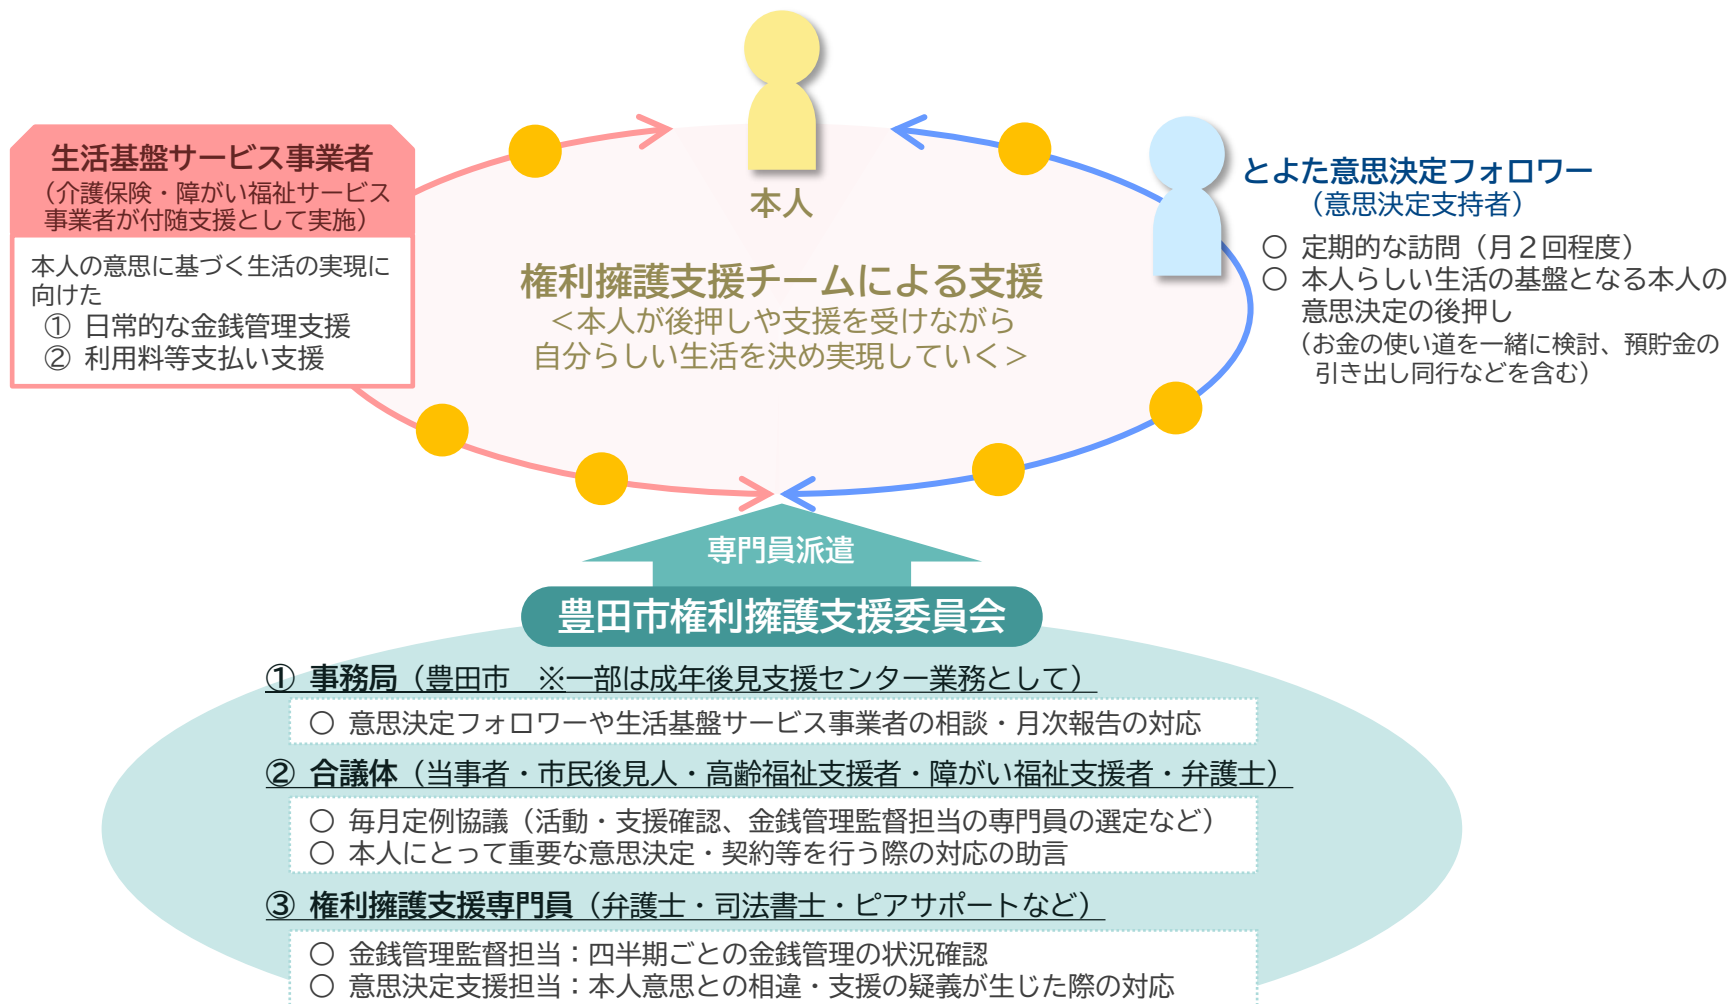 本人
生活基盤サービス事業者
（介護保険・障がい福祉サービス
事業者が付随支援として実施）
本人の意思に基づく生活の実現に
向けた
① 日常的な金銭管理支援
② 利用料等支払い支援
とよた意思決定フォロワー
（意思決定支持者）
〇 定期的な訪問（月２回程度）
〇 本人らしい生活の基盤となる本人の
意思決定の後押し
（お金の使い道を一緒に検討、預貯金の
引き出し同行などを含む）
権利擁護支援チームによる支援
＜本人が後押しや支援を受けながら
自分らしい生活を決め実現していく＞
専門員派遣
豊田市権利擁護支援委員会
① 事務局（豊田市　※一部は成年後見支援センター業務として）
〇 意思決定フォロワーや生活基盤サービス事業者の相談・月次報告の対応
② 合議体（当事者・市民後見人・高齢福祉支援者・障がい福祉支援者・弁護士）
〇 毎月定例協議（活動・支援確認、金銭管理監督担当の専門員の選定など）
〇 本人にとって重要な意思決定・契約等を行う際の対応の助言
③ 権利擁護支援専門員（弁護士・司法書士・ピアサポートなど）
〇 金銭管理監督担当：四半期ごとの金銭管理の状況確認
〇 意思決定支援担当：本人意思との相違・支援の疑義が生じた際の対応